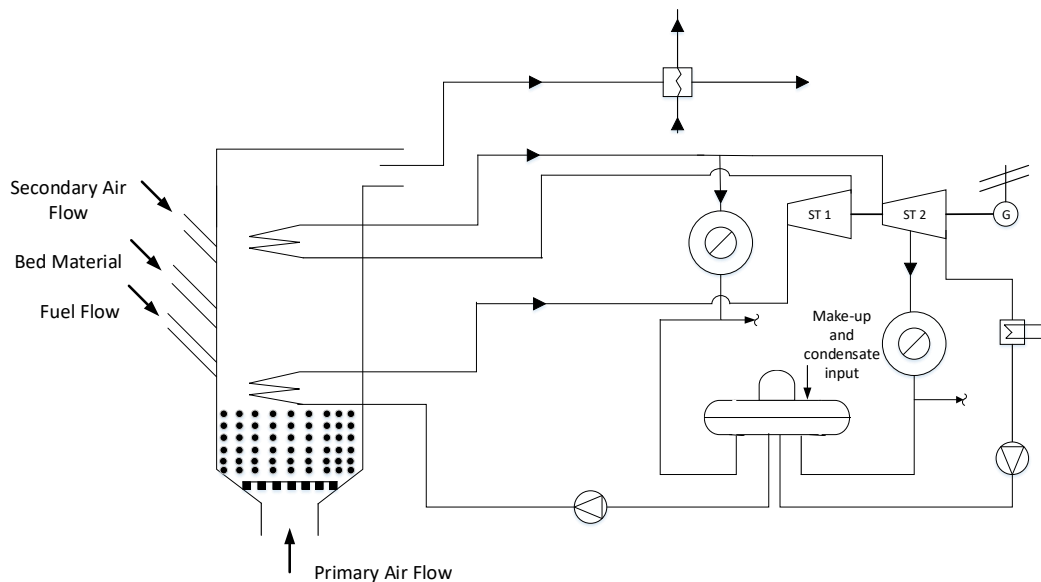 Secondary Air
Flow
Bed Material
Fuel Flow
ST 1
ST 2
G
Make-up
and
condensate
input
Primary Air Flow